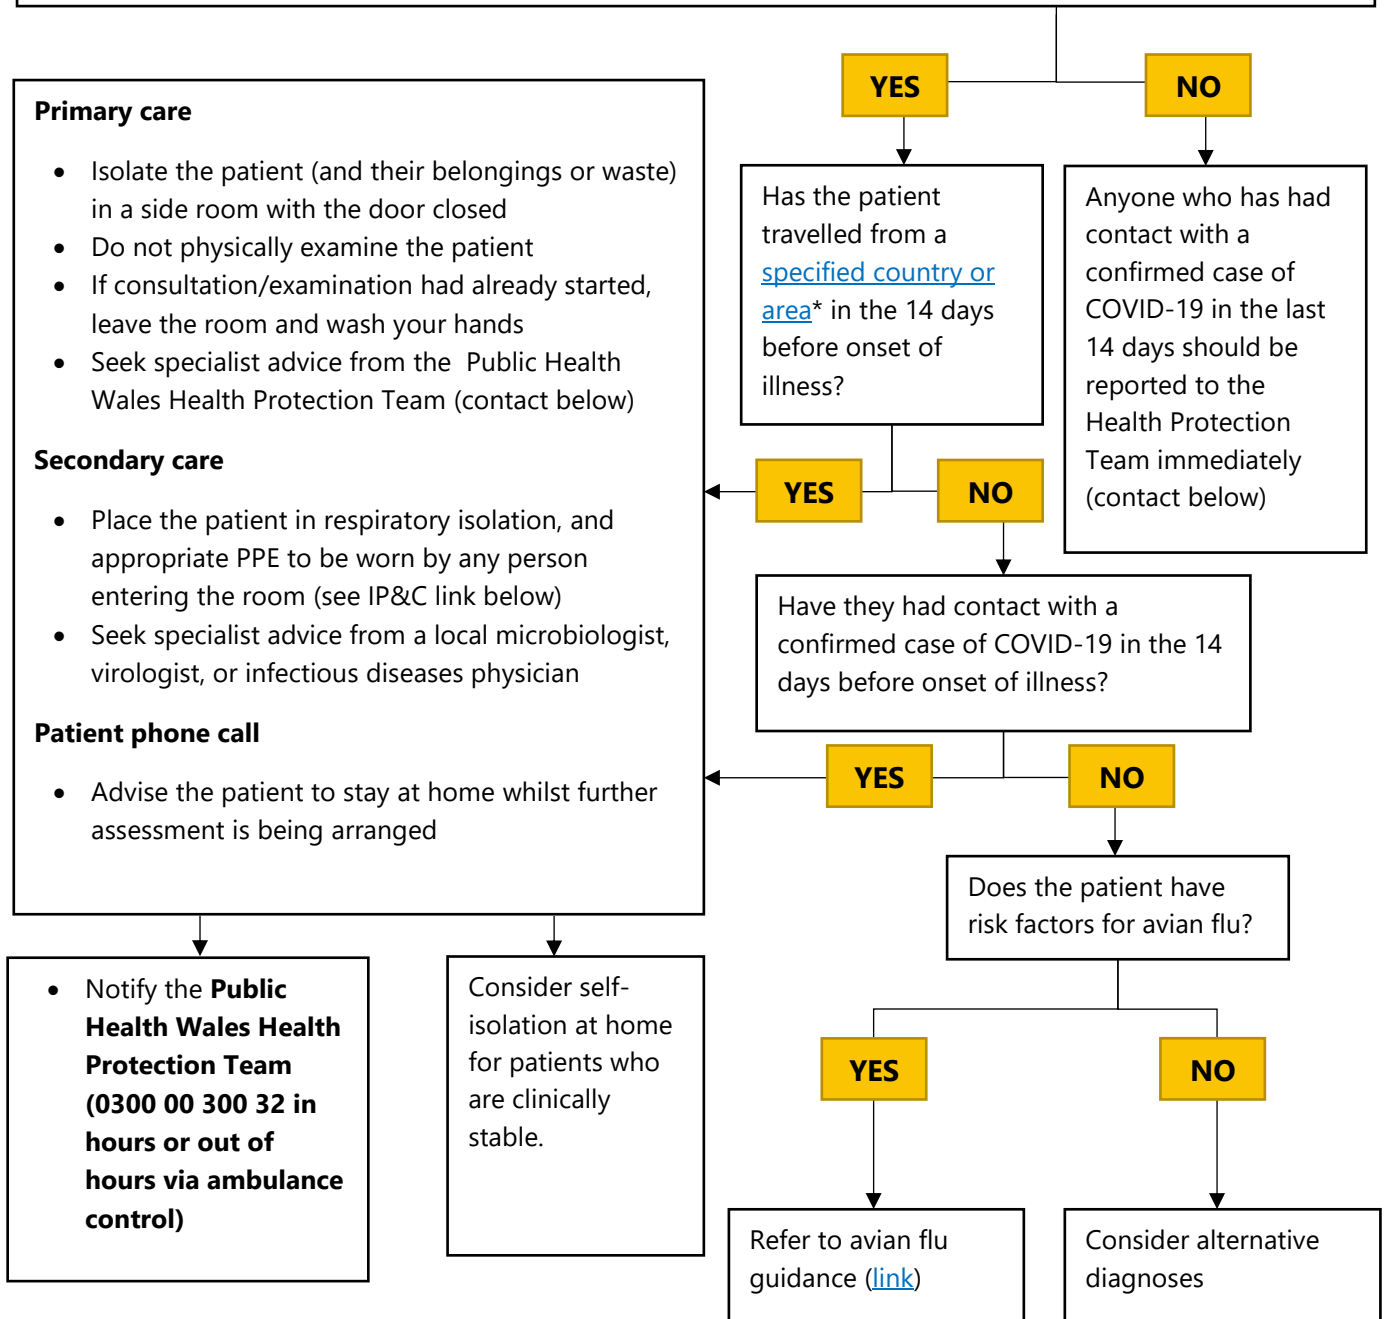 YES
NO
Primary care
• Isolate the patient (and their belongings or waste)
in a side room with the door closed
• Do not physically examine the patient
• If consultation/examination had already started,
leave the room and wash your hands
• Seek specialist advice from the  Public Health
Wales Health Protection Team (contact below)
Secondary care
• Place the patient in respiratory isolation, and
appropriate PPE to be worn by any person
entering the room (see IP&C link below)
• Seek specialist advice from a local microbiologist,
virologist, or infectious diseases physician
Patient phone call
• Advise the patient to stay at home whilst further
assessment is being arranged
Has the patient
travelled from a
specified country or
area* in the 14 days
before onset of
illness?
Anyone who has had
contact with a
confirmed case of
COVID-19 in the last
14 days should be
reported to the
Health Protection
Team immediately
(contact below)
YES
NO
Have they had contact with a
confirmed case of COVID-19 in the 14
days before onset of illness?
YES
NO
Does the patient have
risk factors for avian flu?
• Notify the Public
Health Wales Health
Protection Team
(0300 00 300 32 in
hours or out of
hours via ambulance
control)
Consider self-
isolation at home
for patients who
are clinically
stable.
YES
NO
Refer to avian flu
guidance (link)
Consider alternative
diagnoses